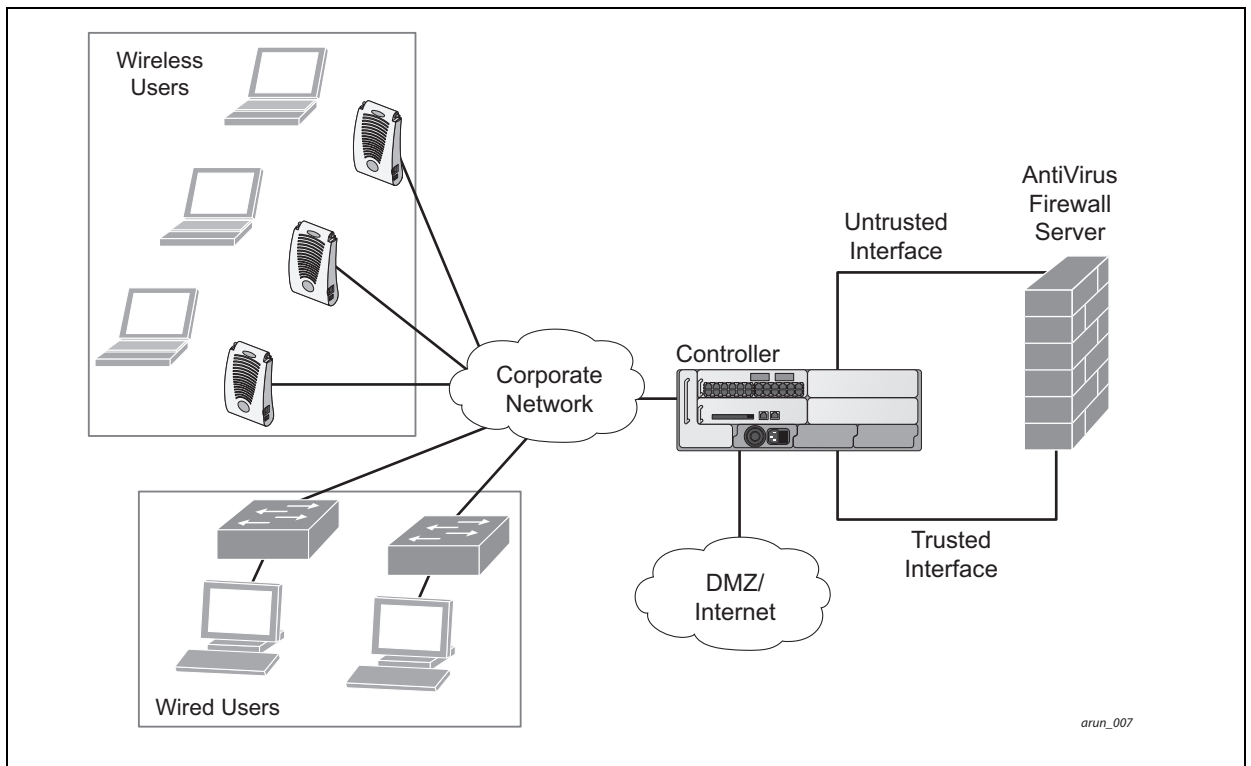 Wireless
Users
AntiVirus
Firewall
Server
Untrusted
Interface
Controller
Corporate
Network
Trusted
Interface
DMZ/
Internet
Wired Users
arun_007